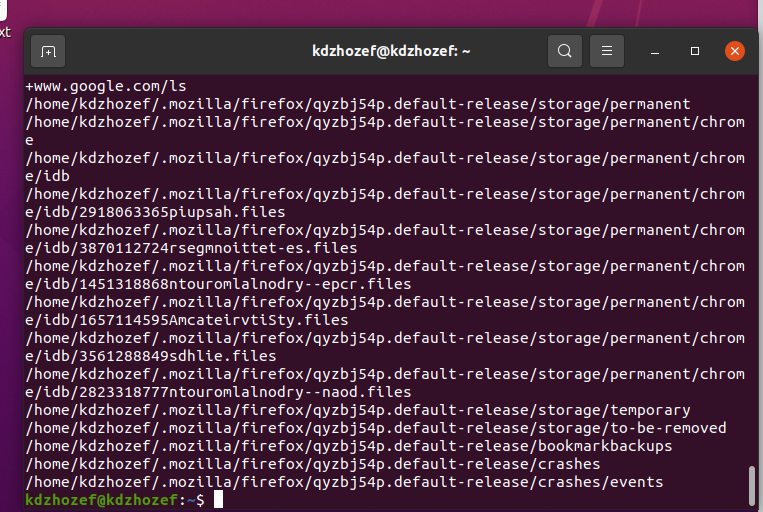 xt
kdzhozef@kdzhozef: ~
+www.google.com/ls
/home/kdzhozef/.mozilla/firefox/qyzbj54p.default-release/storage/permanent
/home/kdzhozef/.mozilla/firefox/qyzbj54p.default-release/storage/permanent/chrom
e
/home/kdzhozef/.mozilla/firefox/qyzbj54p.default-release/storage/permanent/chrom
e/idb
/home/kdzhozef/.mozilla/firefox/qyzbj54p.default-release/storage/permanent/chrom
e/idb/2918063365piupsah.files
/home/kdzhozef/.mozilla/firefox/qyzbj54p.default-release/storage/permanent/chrom
e/idb/3870112724rsegmnoittet-es.files
/home/kdzhozef/.mozilla/firefox/qyzbj54p.default-release/storage/permanent/chrom
e/idb/1451318868ntouromlalnodry--epcr.files
/home/kdzhozef/.mozilla/firefox/qyzbj54p.default-release/storage/permanent/chrom
e/idb/1657114595AmcateirvtiSty.files
/home/kdzhozef/.mozilla/firefox/qyzbj54p.default-release/storage/permanent/chrom
e/idb/3561288849sdhlie.files
/home/kdzhozef/.mozilla/firefox/qyzbj54p.default-release/storage/permanent/chrom
e/idb/2823318777ntouromlalnodry--naod.files
/home/kdzhozef/.mozilla/firefox/qyzbj54p.default-release/storage/temporary
/home/kdzhozef/.mozilla/firefox/qyzbj54p.default-release/storage/to-be-removed
/home/kdzhozef/.mozilla/firefox/qyzbj54p.default-release/bookmarkbackups
/home/kdzhozef/.mozilla/firefox/qyzbj54p.default-release/crashes
/home/kdzhozef/.mozilla/firefox/qyzbj54p.default-release/crashes/events
kdzhozef@kdzhozef:~$